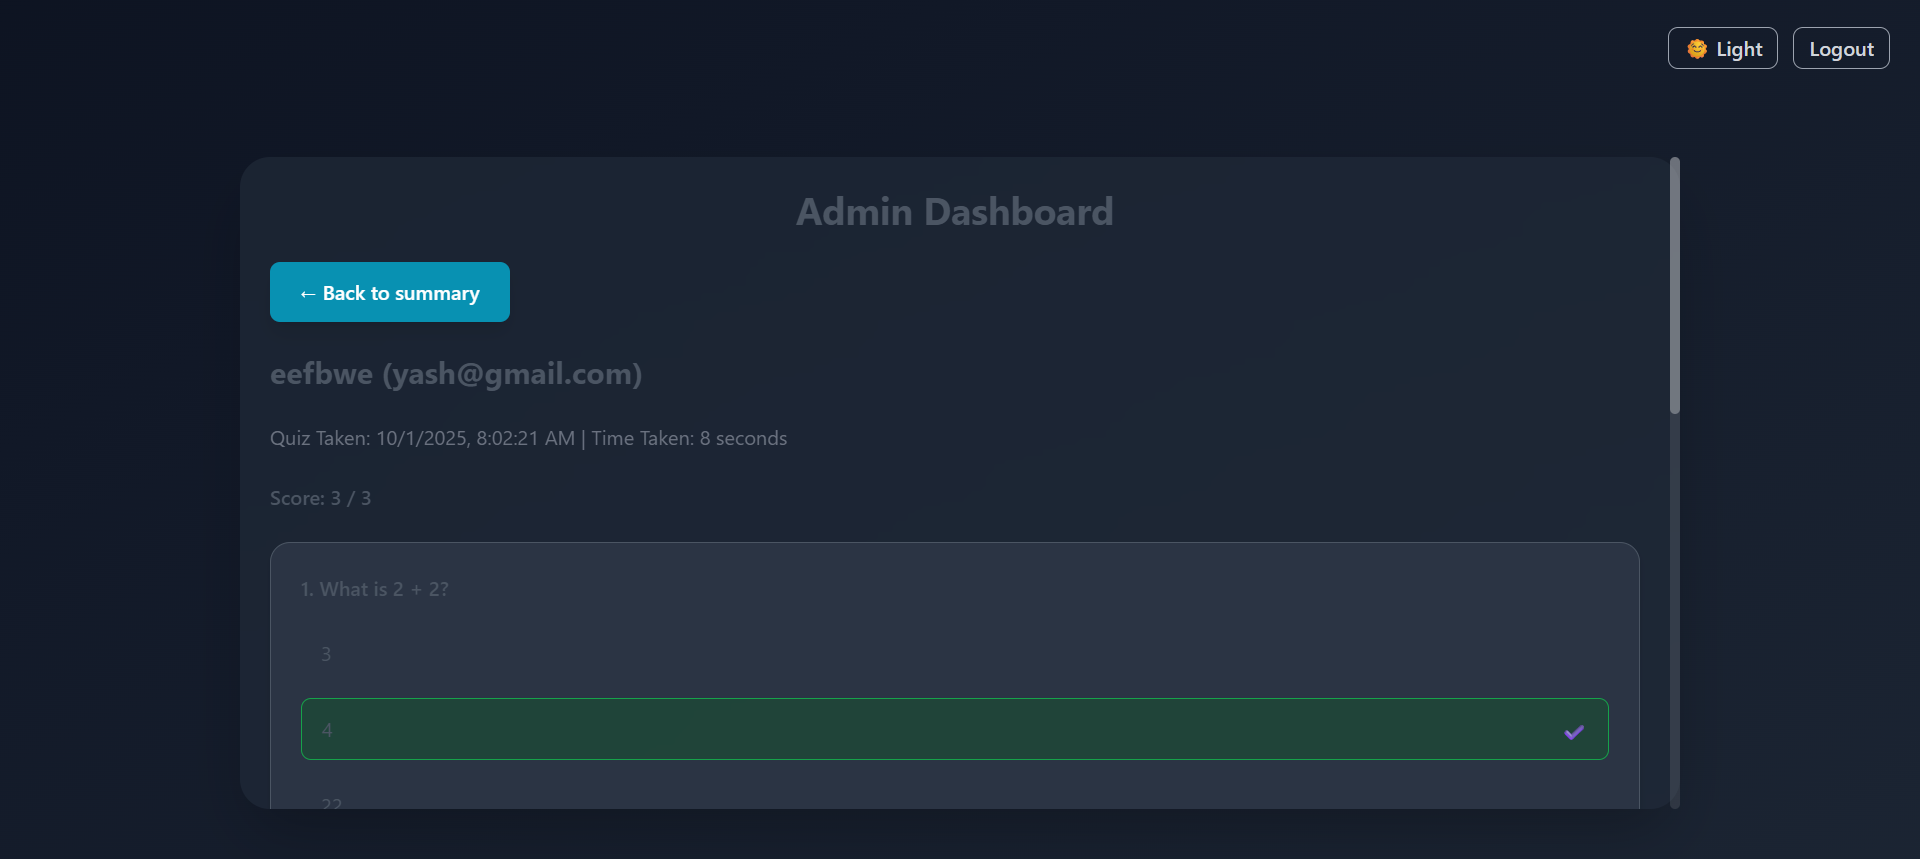 🌞 Light
Logout
Admin Dashboard
← Back to summary
eefbwe (yash@gmail.com)
Quiz Taken: 10/1/2025, 8:02:21 AM | Time Taken: 8 seconds
Score: 3 / 3
1. What is 2 + 2?
3
4 ✔
22